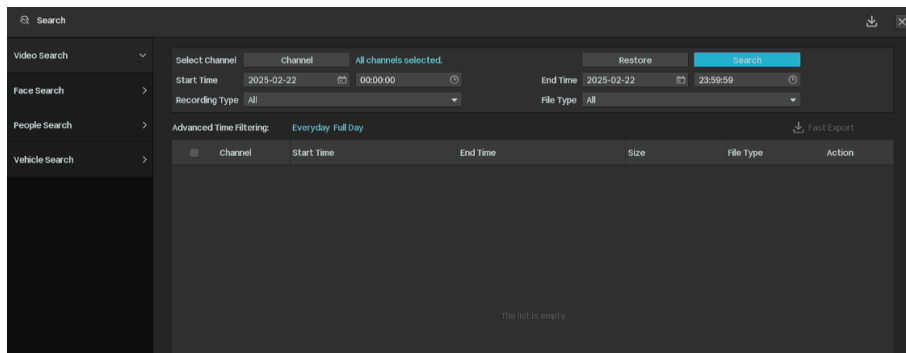 Search
Video Search
Face Search
People Search
Vehicle Search
Select Channel Channel All channels selected. Restore Search
Start Time 2025-02-22 00:00:00 End Time 2025-02-22 23:59:59
Recording Type All File Type All
Advanced Time Filtering: Everyday Full Day Fast Export
Channel Start Time End Time Size File Type Action
The list is empty.